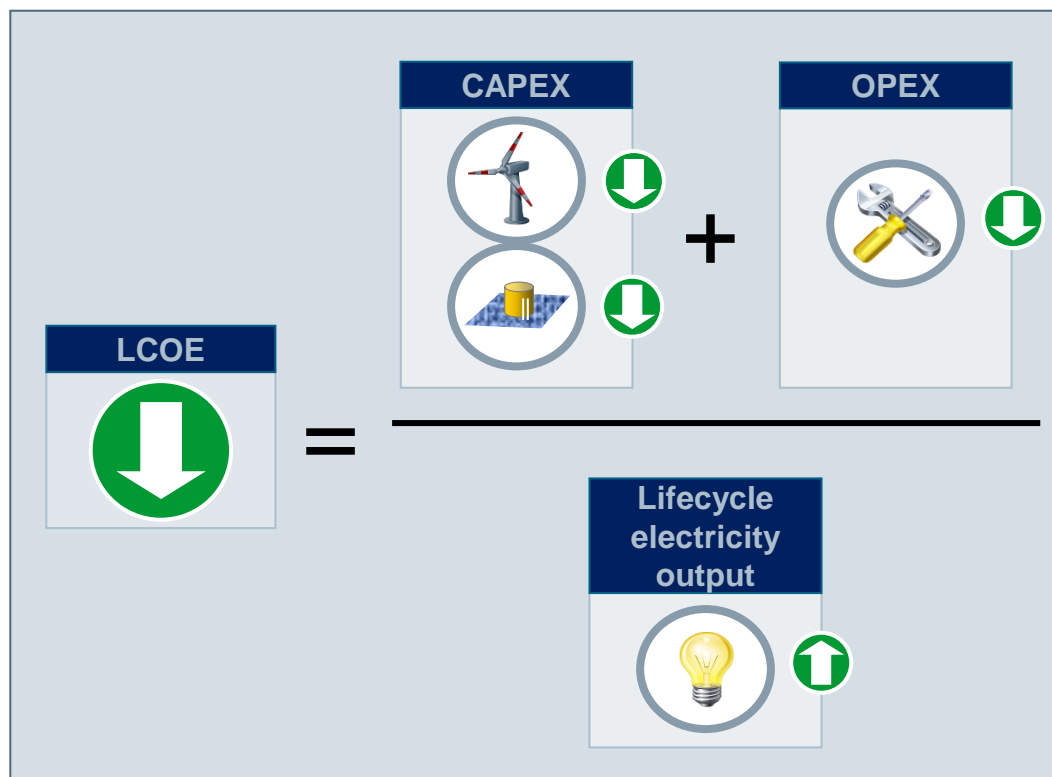 CAPEX
OPEX
+
LCOE
=
Lifecycle
electricity
output